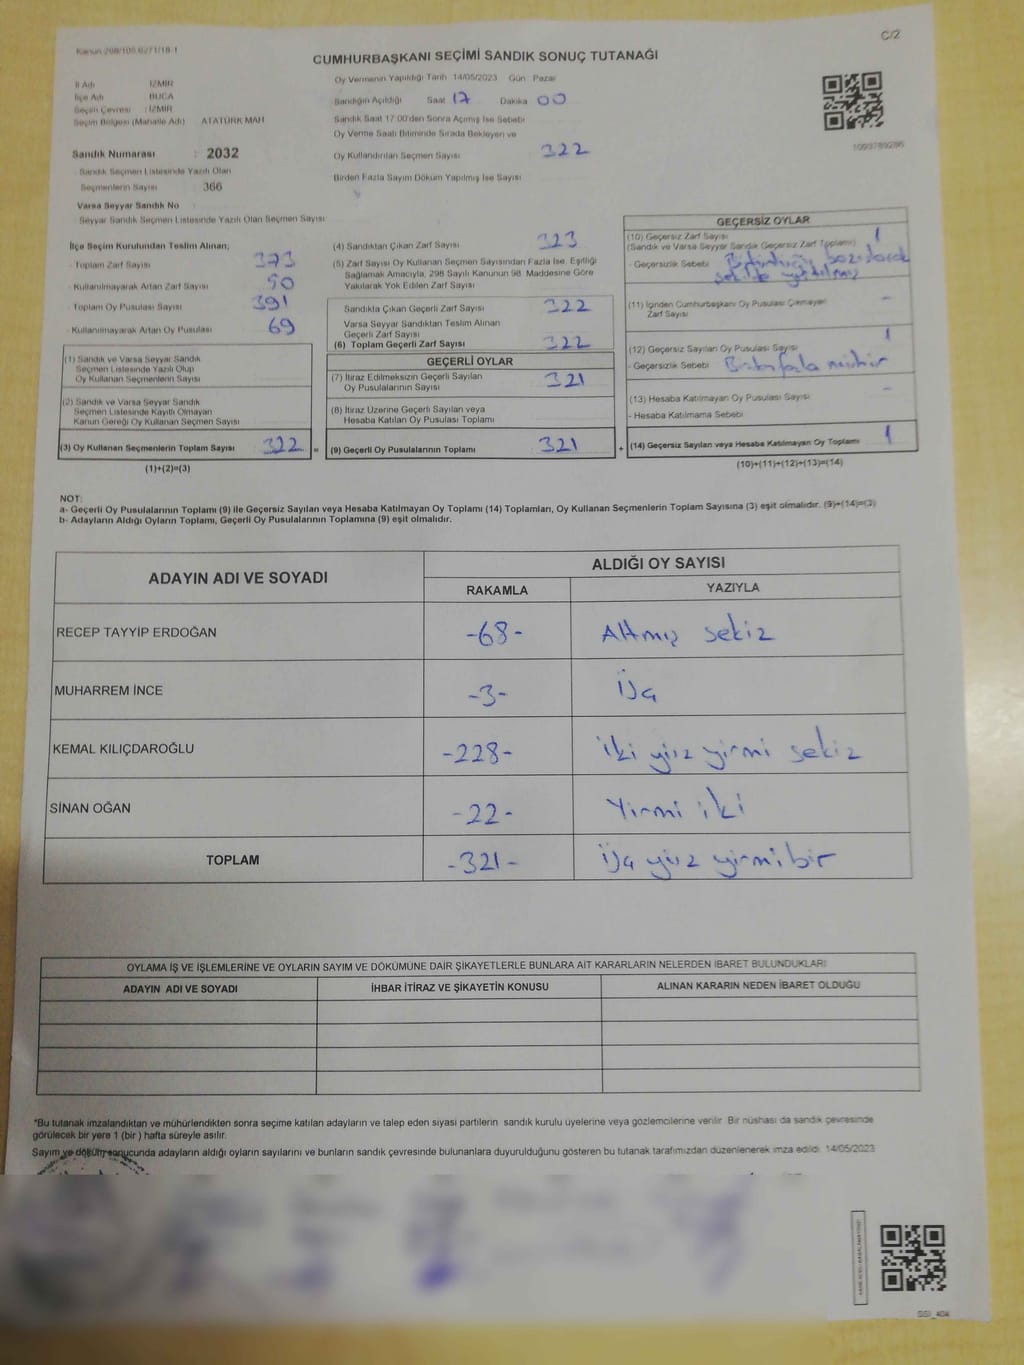 C/2
Kanun 298/105 6271/18-1
CUMHURBAŞKANI SEÇİMİ SANDIK SONUÇ TUTANAĞI
İl Adı : İZMİR
İlçe Adı : BUCA
Seçim Çevresi : İZMİR
Seçim Bölgesi (Mahalle Adı) ATATÜRK MAH
Sandık Numarası : 2032
Sandık Seçmen Listesinde Yazılı Olan
Seçmenlerin Sayısı : 366
Varsa Seyyar Sandık No
Seyyar Sandık Seçmen Listesinde Yazılı Olan Seçmen Sayısı
Oy Vermenin Yapıldığı Tarih 14/05/2023 Gün Pazar
Sandığın Açıldığı Saat 17 Dakika 00
Sandık Saat 17:00'den Sonra Açılmış İse Sebebi
Oy Verme Saati Bitiminde Sırada Bekleyen ve
Oy Kullandırılan Seçmen Sayısı 322
Birden Fazla Sayım Döküm Yapılmış İse Sayısı
1093789286
İlçe Seçim Kurulundan Teslim Alınan;
Toplam Zarf Sayısı 373
Kullanılmayarak Artan Zarf Sayısı 50
Toplam Oy Pusulası Sayısı 391
Kullanılmayarak Artan Oy Pusulası 69
(1) Sandık ve Varsa Seyyar Sandık
Seçmen Listesinde Yazılı Olup
Oy Kullanan Seçmenlerin Sayısı
(2) Sandık ve Varsa Seyyar Sandık
Seçmen Listesinde Kayıtlı Olmayan
Kanun Gereği Oy Kullanan Seçmen Sayısı
(3) Oy Kullanan Seçmenlerin Toplam Sayısı 322 =
(1)+(2)=(3)
(4) Sandıktan Çıkan Zarf Sayısı 323
(5) Zarf Sayısı Oy Kullanan Seçmen Sayısından Fazla İse, Eşitliği
Sağlamak Amacıyla, 298 Sayılı Kanunun 98. Maddesine Göre
Yakılarak Yok Edilen Zarf Sayısı
Sandıkta Çıkan Geçerli Zarf Sayısı 322
Varsa Seyyar Sandıktan Teslim Alınan
Geçerli Zarf Sayısı
(6) Toplam Geçerli Zarf Sayısı 322
GEÇERLİ OYLAR
(7) İtiraz Edilmeksizin Geçerli Sayılan
Oy Pusulalarının Sayısı 321
(8) İtiraz Üzerine Geçerli Sayılan veya
Hesaba Katılan Oy Pusulası Toplamı
(9) Geçerli Oy Pusulalarının Toplamı 321 +
GEÇERSİZ OYLAR
(10) Geçersiz Zarf Sayısı 1
(Sandık ve Varsa Seyyar Sandık Geçersiz Zarf Toplamı)
- Geçersizlik Sebebi Bütünlüğü bozulacak
şekilde yırtılmış
(11) İçinden Cumhurbaşkanı Oy Pusulası Çıkmayan -
Zarf Sayısı
(12) Geçersiz Sayılan Oy Pusulası Sayısı 1
- Geçersizlik Sebebi Birden fazla mühür
(13) Hesaba Katılmayan Oy Pusulası Sayısı -
- Hesaba Katılmama Sebebi
(14) Geçersiz Sayılan veya Hesaba Katılmayan Oy Toplamı 1
(10)+(11)+(12)+(13)=(14)
NOT:
a- Geçerli Oy Pusulalarının Toplamı (9) ile Geçersiz Sayılan veya Hesaba Katılmayan Oy Toplamı (14) Toplamları, Oy Kullanan Seçmenlerin Toplam Sayısına (3) eşit olmalıdır. (9)+(14)=(3)
b- Adayların Aldığı Oyların Toplamı, Geçerli Oy Pusulalarının Toplamına (9) eşit olmalıdır.
ADAYIN ADI VE SOYADI ALDIĞI OY SAYISI
RAKAMLA YAZIYLA
RECEP TAYYİP ERDOĞAN -68- Altmış sekiz
MUHARREM İNCE -3- Üç
KEMAL KILIÇDAROĞLU -228- İki yüz yirmi sekiz
SİNAN OĞAN -22- Yirmi iki
TOPLAM -321- Üç yüz yirmi bir
OYLAMA İŞ VE İŞLEMLERİNE VE OYLARIN SAYIM VE DÖKÜMÜNE DAİR ŞİKAYETLERLE BUNLARA AİT KARARLARIN NELERDEN İBARET BULUNDUKLARI
ADAYIN ADI VE SOYADI İHBAR İTİRAZ VE ŞİKAYETİN KONUSU ALINAN KARARIN NEDEN İBARET OLDUĞU
*Bu tutanak imzalandıktan ve mühürlendikten sonra seçime katılan adayların ve talep eden siyasi partilerin sandık kurulu üyelerine veya gözlemcilerine verilir. Bir nüshası da sandık çevresinde
görülecek bir yere 1 (bir) hafta süreyle asılır.
Sayım ve döküm sonucunda adayların aldığı oyların sayılarını ve bunların sandık çevresinde bulunanlara duyurulduğunu gösteren bu tutanak tarafımızdan düzenlenerek imza edildi. 14/05/2023
SSI_404